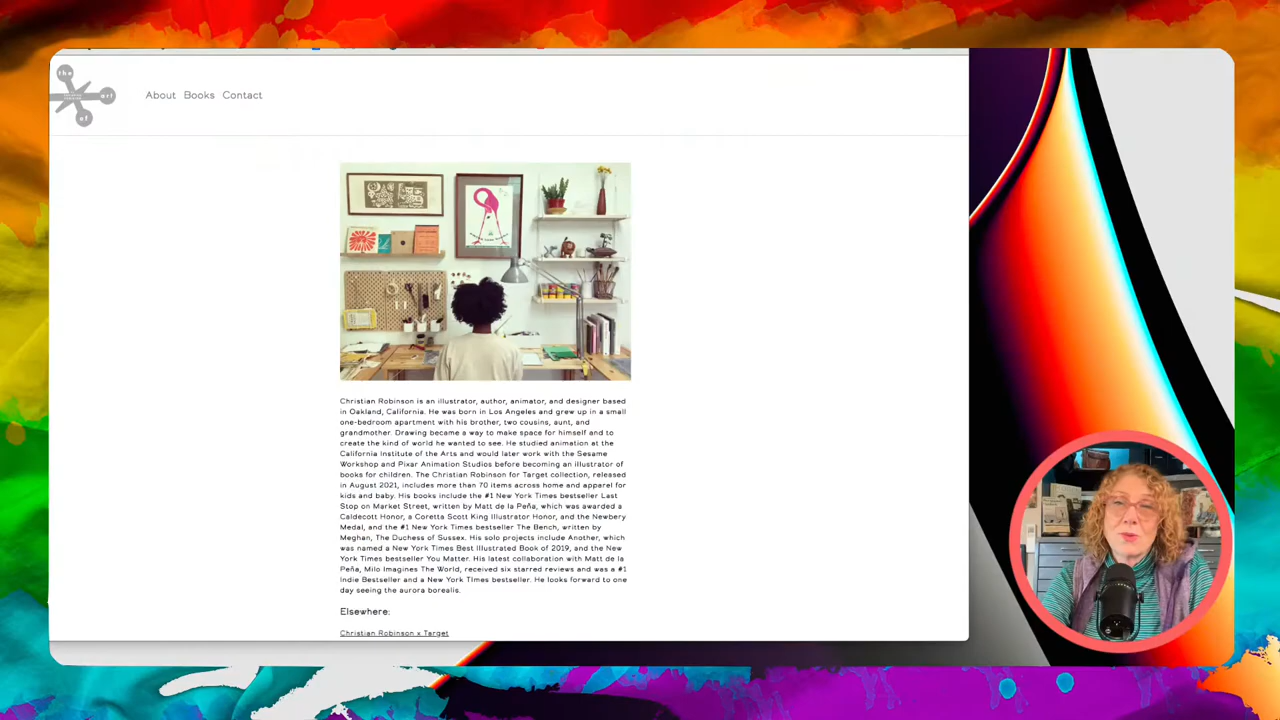 the
art
of
About Books Contact
Christian Robinson is an illustrator, author, animator, and designer based
in Oakland, California. He was born in Los Angeles and grew up in a small
one-bedroom apartment with his brother, two cousins, aunt, and
grandmother. Drawing became a way to make space for himself and to
create the kind of world he wanted to see. He studied animation at the
California Institute of the Arts and would later work with the Sesame
Workshop and Pixar Animation Studios before becoming an illustrator of
books for children. The Christian Robinson for Target collection, released
in August 2021, includes more than 70 items across home and apparel for
kids and baby. His books include the #1 New York Times bestseller Last
Stop on Market Street, written by Matt de la Peña, which was awarded a
Caldecott Honor, a Coretta Scott King Illustrator Honor, and the Newbery
Medal, and the #1 New York Times bestseller The Bench, written by
Meghan, The Duchess of Sussex. His solo projects include Another, which
was named a New York Times Best Illustrated Book of 2019, and the New
York Times bestseller You Matter. His latest collaboration with Matt de la
Peña, Milo Imagines The World, received six starred reviews and was a #1
Indie Bestseller and a New York TImes bestseller. He looks forward to one
day seeing the aurora borealis.
Elsewhere:
Christian Robinson x Target